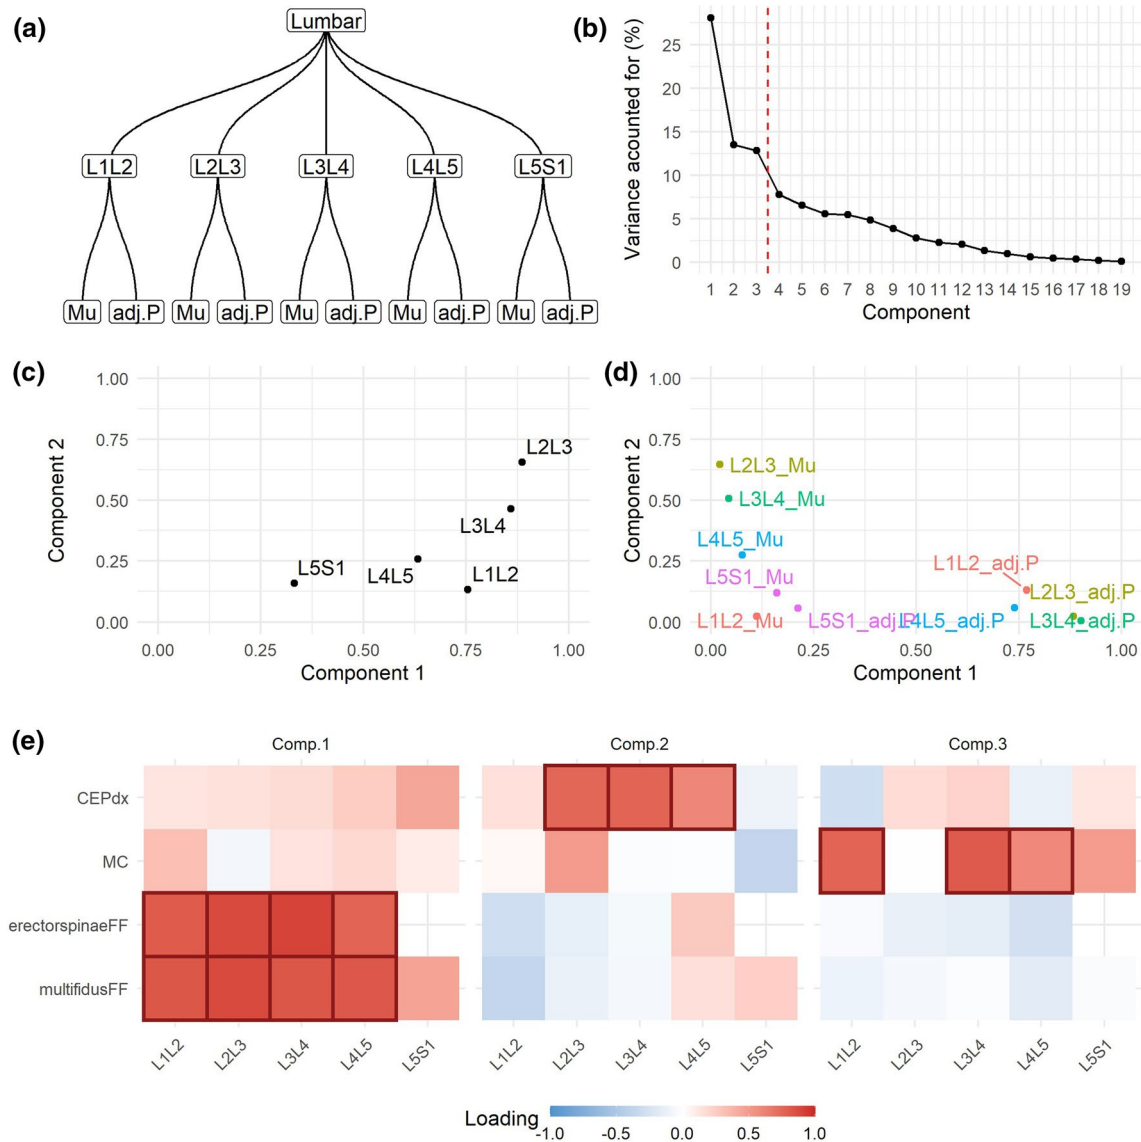 (a)
Lumbar
L1L2 L2L3 L3L4 L4L5 L5S1
Mu adj.P Mu adj.P Mu adj.P Mu adj.P Mu adj.P
(b)
Variance acounted for (%)
25
20
15
10
5
0
1 2 3 4 5 6 7 8 9 10 11 12 13 14 15 16 17 18 19
Component
(c)
Component 2
1.00
0.75
0.50
0.25
0.00
L2L3
L3L4
L5S1
L4L5
L1L2
0.00 0.25 0.50 0.75 1.00
Component 1
(d)
Component 2
1.00
0.75
0.50
0.25
0.00
L2L3_Mu
L3L4_Mu
L4L5_Mu
L1L2_adj.P
L5S1_Mu
L2L3_adj.P
L1L2_Mu
L5S1_adj.P
L4L5_adj.P
L3L4_adj.P
0.00 0.25 0.50 0.75 1.00
Component 1
(e)
Comp.1 Comp.2 Comp.3
CEPdx
MC
erectorspinaeFF
multifidusFF
L1L2 L2L3 L3L4 L4L5 L5S1
L1L2 L2L3 L3L4 L4L5 L5S1
L1L2 L2L3 L3L4 L4L5 L5S1
Loading
-1.0 -0.5 0.0 0.5 1.0